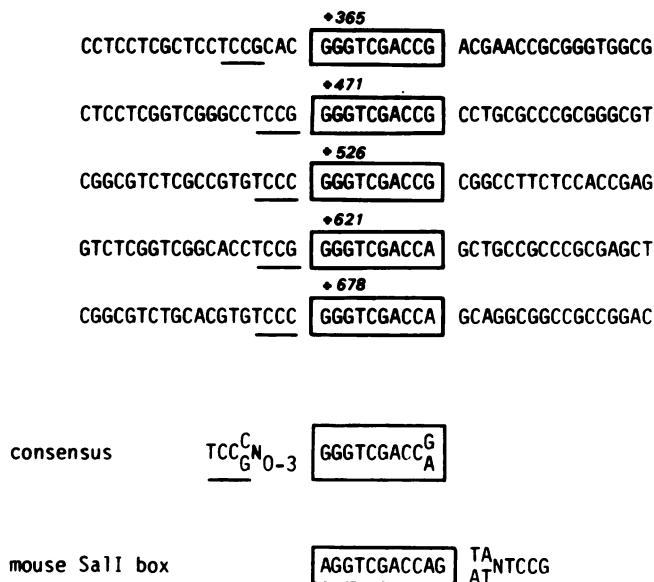 +365
CCTCCTCGCTCCTCCGCAC GGGTCGACCG ACGAACCGCGGGTGGCG
+471
CTCCTCGGTCGGGCCTCCG GGGTCGACCG CCTGCGCCCGCGGGCGT
+526
CGGCGTCTCGCCGTGTCCC GGGTCGACCG CGGCCTTCTCCACCGAG
+621
GTCTCGGTCGGCACCTCCG GGGTCGACCA GCTGCCGCCCGCGAGCT
+678
CGGCGTCTGCACGTGTCCC GGGTCGACCA GCAGGCGGCCGCCGGAC
consensus TCC C/G N0-3 GGGTCGACC G/A
mouse SalI box AGGTCGACCAG TA/AT NTCCG